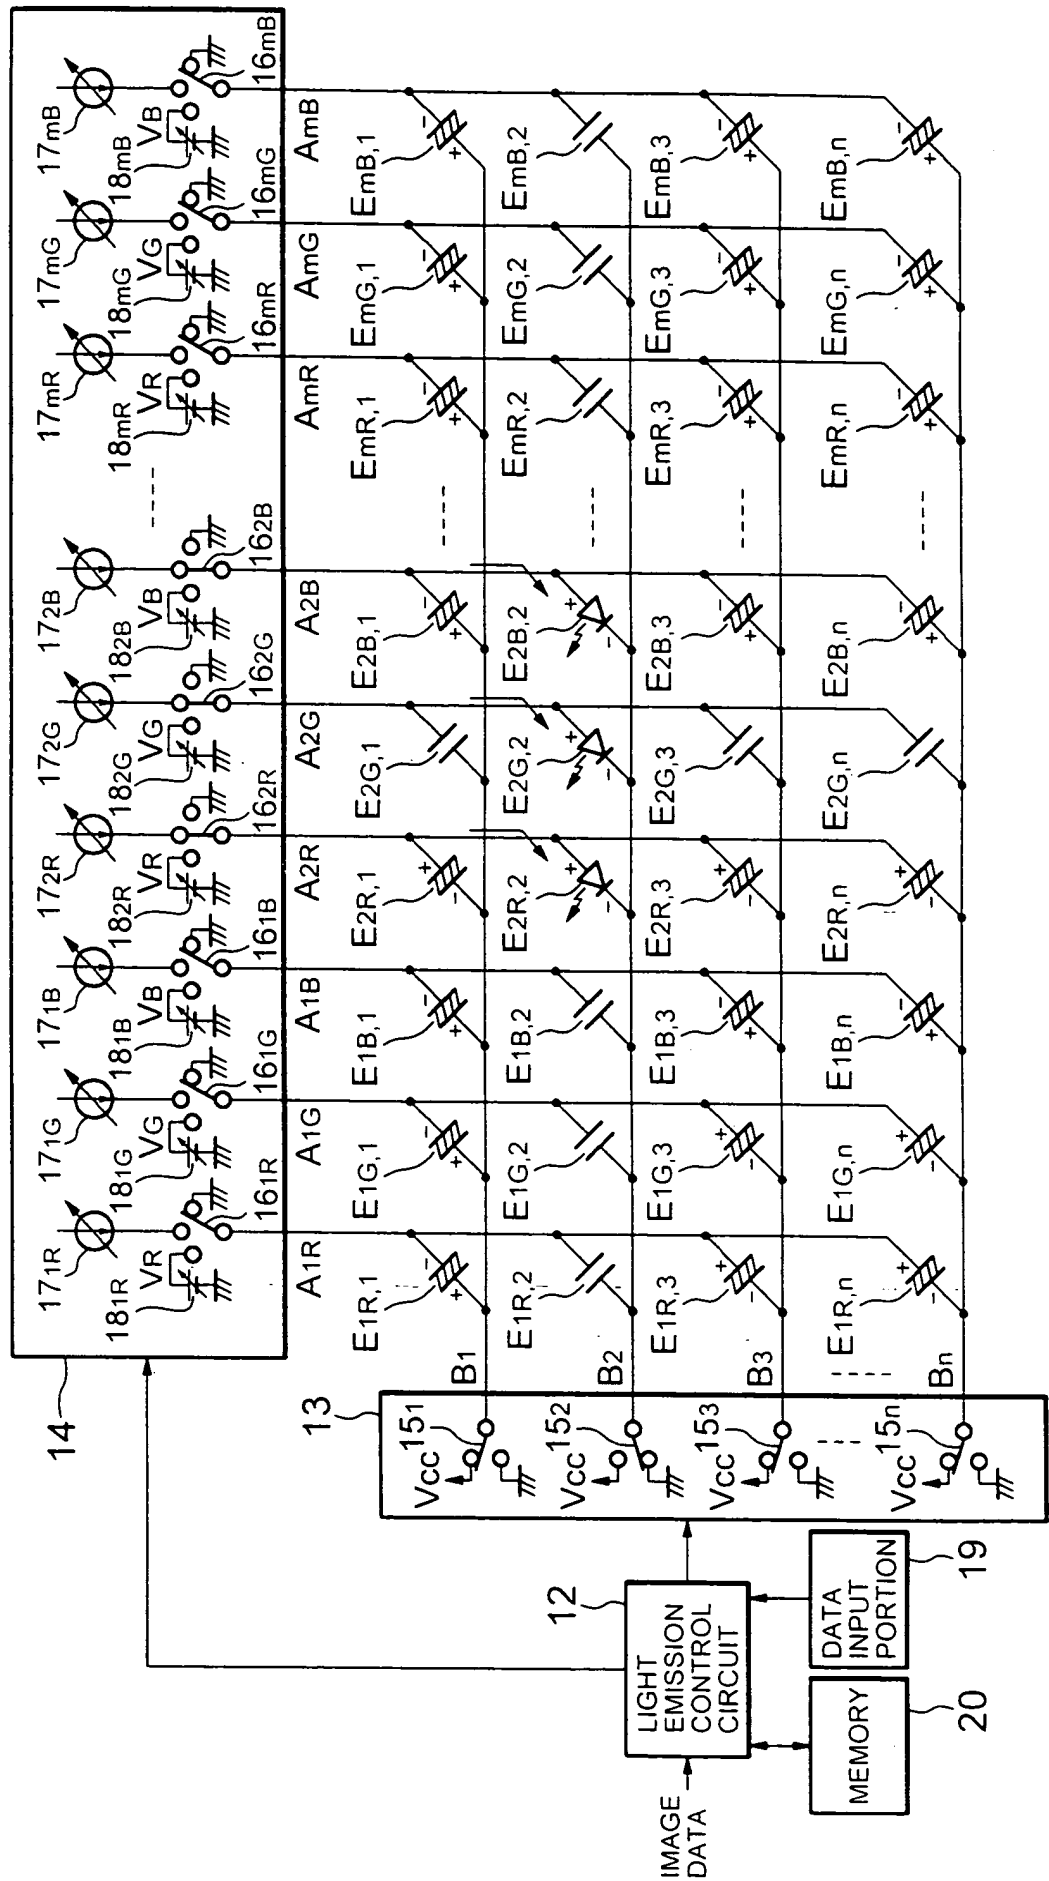 14
171R
171G
171B
172R
172G
172B
17mR
17mG
17mB
181R
VR
181G
VG
181B
VB
182R
VR
182G
VG
182B
VB
18mR
VR
18mG
VG
18mB
VB
161R
161G
161B
162R
162G
162B
16mR
16mG
16mB
A1R
A1G
A1B
A2R
A2G
A2B
AmR
AmG
AmB
13
Vcc
151
B1
E1R,1
E1G,1
E1B,1
E2R,1
E2G,1
E2B,1
EmR,1
EmG,1
EmB,1
- + - + - + + - - + - + - + - +
Vcc
152
B2
E1R,2
E1G,2
E1B,2
E2R,2
E2G,2
E2B,2
EmR,2
EmG,2
EmB,2
+ - + - + -
Vcc
153
B3
E1R,3
E1G,3
E1B,3
E2R,3
E2G,3
E2B,3
EmR,3
EmG,3
EmB,3
+ - + - - + + - - + - + - + - +
Vcc
15n
Bn
E1R,n
E1G,n
E1B,n
E2R,n
E2G,n
E2B,n
EmR,n
EmG,n
EmB,n
+ - + - - + + - - + - + - + - +
12
LIGHT
EMISSION
CONTROL
CIRCUIT
IMAGE
DATA
MEMORY
20
DATA
INPUT
PORTION
19